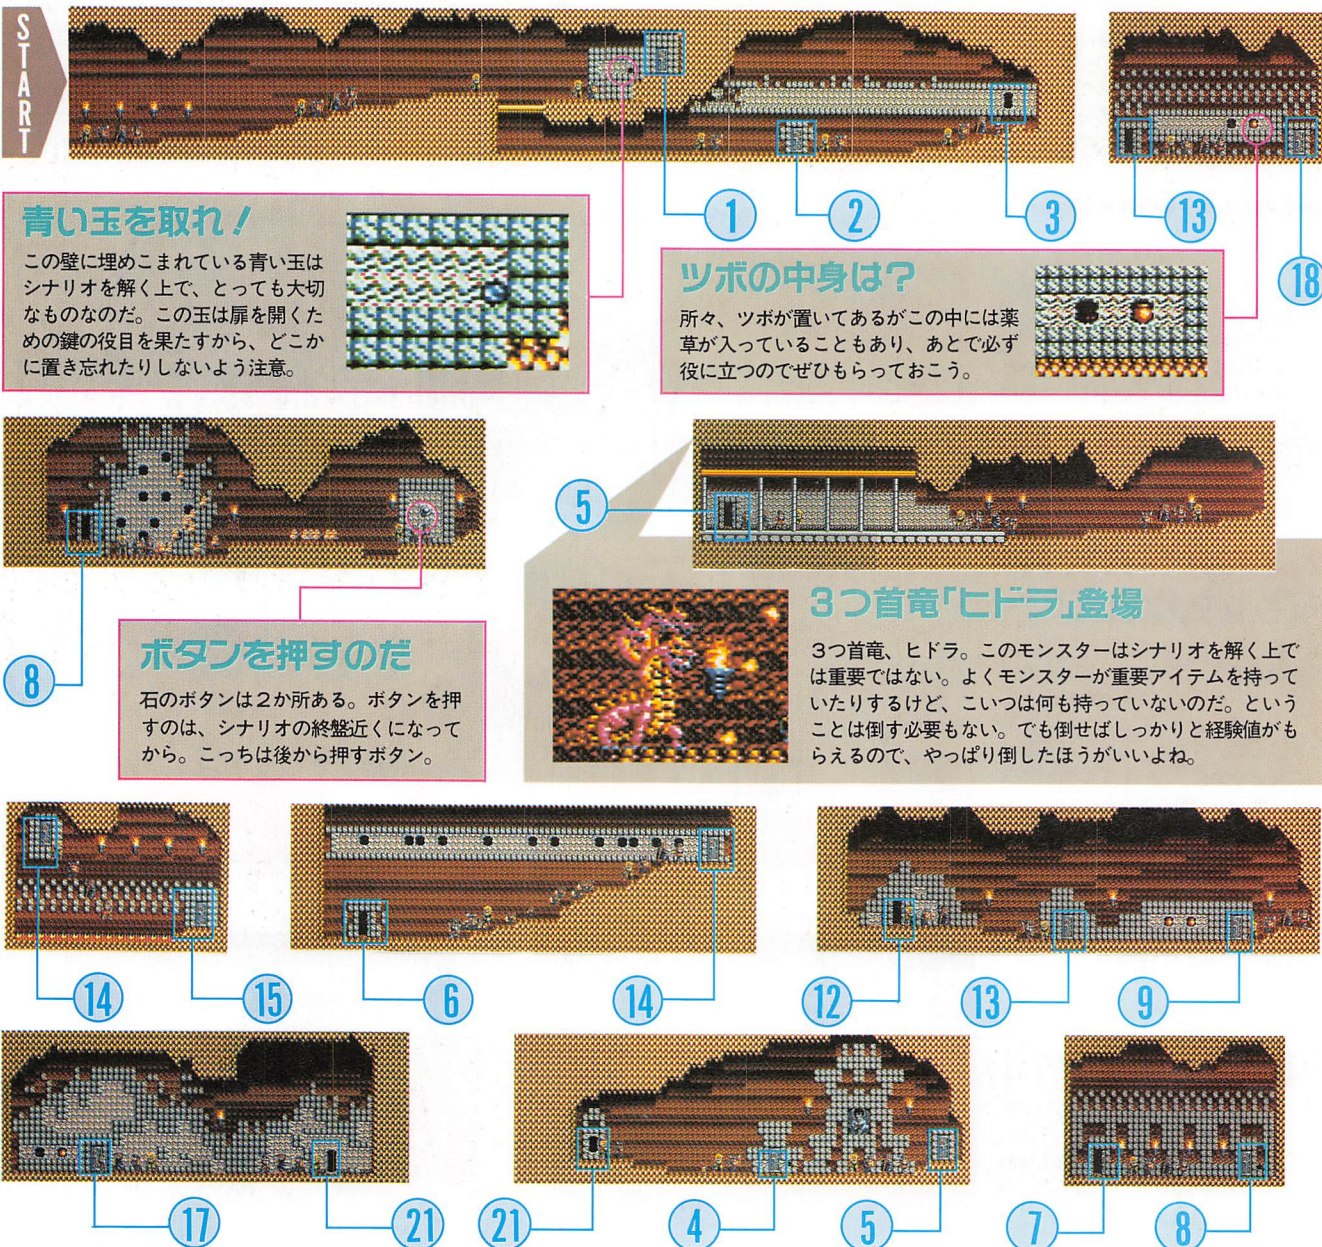 START
1
2
3
13
18
青い玉を取れ！
この壁に埋めこまれている青い玉は
シナリオを解く上で、とっても大切
なものなのだ。この玉は扉を開くた
めの鍵の役目を果たすから、どこか
に置き忘れたりしないよう注意。
ツボの中身は？
所々、ツボが置いてあるがこの中には薬
草が入っていることもあり、あとで必ず
役に立つのでぜひもらっておこう。
8
ボタンを押すのだ
石のボタンは2か所ある。ボタンを押
すのは、シナリオの終盤近くになって
から。こっちは後から押すボタン。
5
3つ首竜「ヒドラ」登場
3つ首竜、ヒドラ。このモンスターはシナリオを解く上で
は重要ではない。よくモンスターが重要アイテムを持って
いたりするけど、こいつは何も持っていないのだ。という
ことは倒す必要もない。でも倒せばしっかりと経験値がも
らえるので、やっぱり倒したほうがいいよね。
14
15
6
14
12
13
9
17
21
21
4
5
7
8